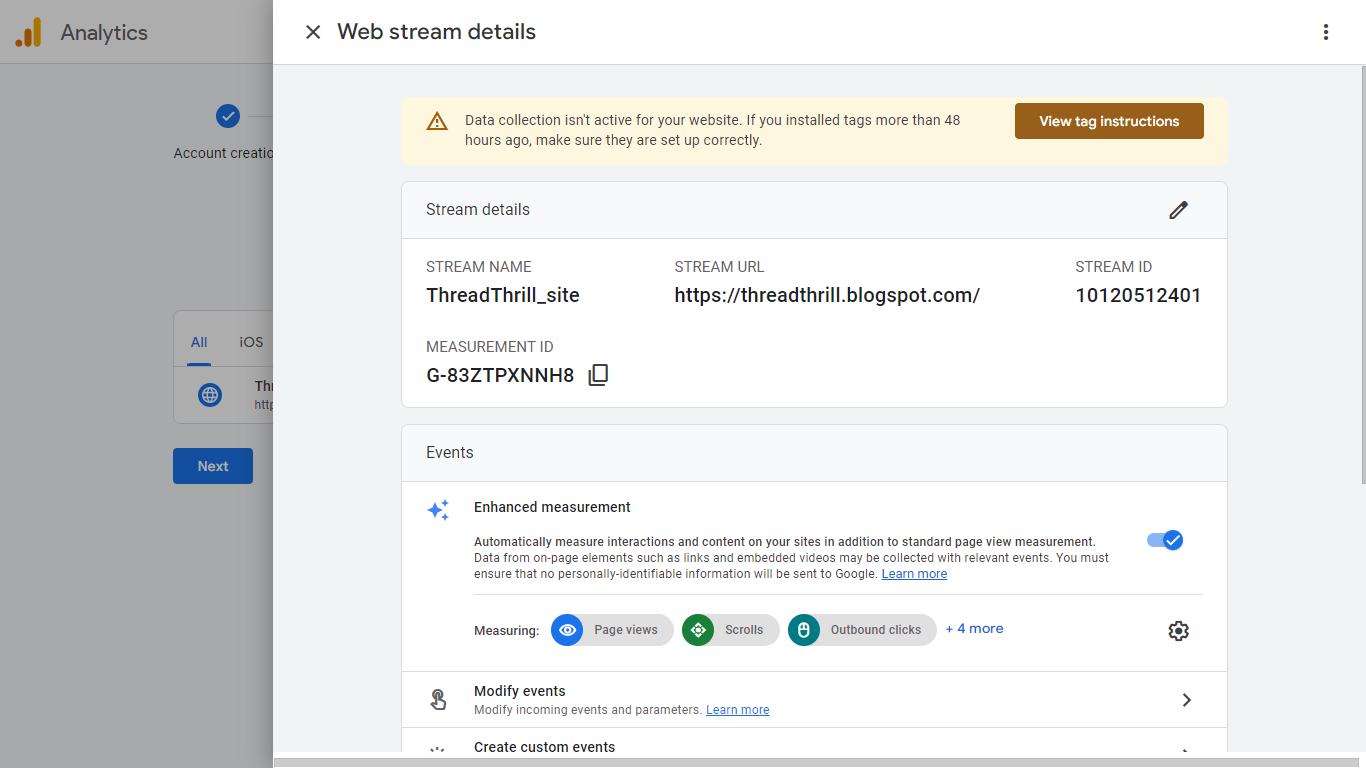 Analytics
Web stream details
Account creatio
Data collection isn't active for your website. If you installed tags more than 48
hours ago, make sure they are set up correctly.
View tag instructions
Stream details
STREAM NAME
STREAM URL
STREAM ID
ThreadThrill_site
https://threadthrill.blogspot.com/
10120512401
MEASUREMENT ID
G-83ZTPXNNH8
All
iOS
Thr
http
Next
Events
Enhanced measurement
Automatically measure interactions and content on your sites in addition to standard page view measurement.
Data from on-page elements such as links and embedded videos may be collected with relevant events. You must
ensure that no personally-identifiable information will be sent to Google. Learn more
Measuring:
Page views
Scrolls
Outbound clicks
+ 4 more
Modify events
Modify incoming events and parameters. Learn more
Create custom events